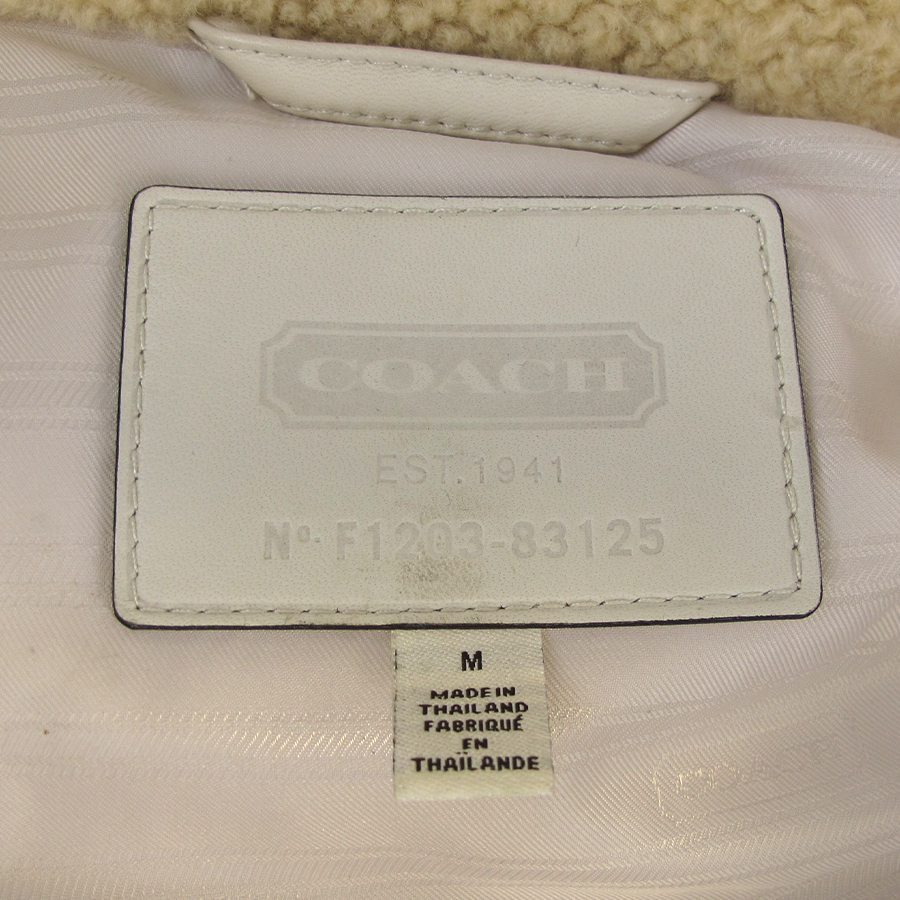 COACH
EST.1941
Nº. F1203-83125
M
MADE IN
THAILAND
FABRIQUÉ
EN
THAÏLANDE